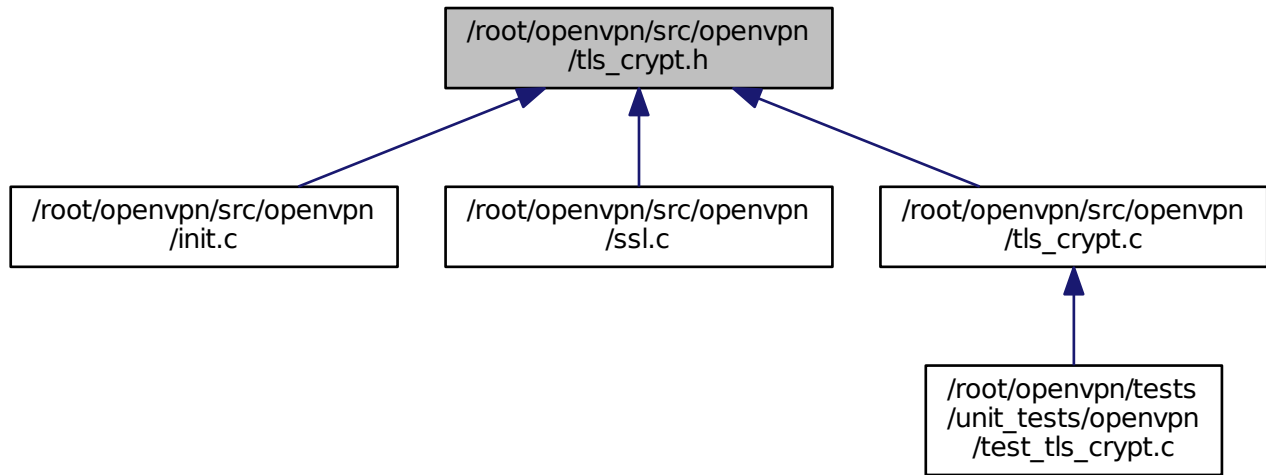 /root/openvpn/src/openvpn
/tls_crypt.h
/root/openvpn/src/openvpn
/init.c
/root/openvpn/src/openvpn
/ssl.c
/root/openvpn/src/openvpn
/tls_crypt.c
/root/openvpn/tests
/unit_tests/openvpn
/test_tls_crypt.c